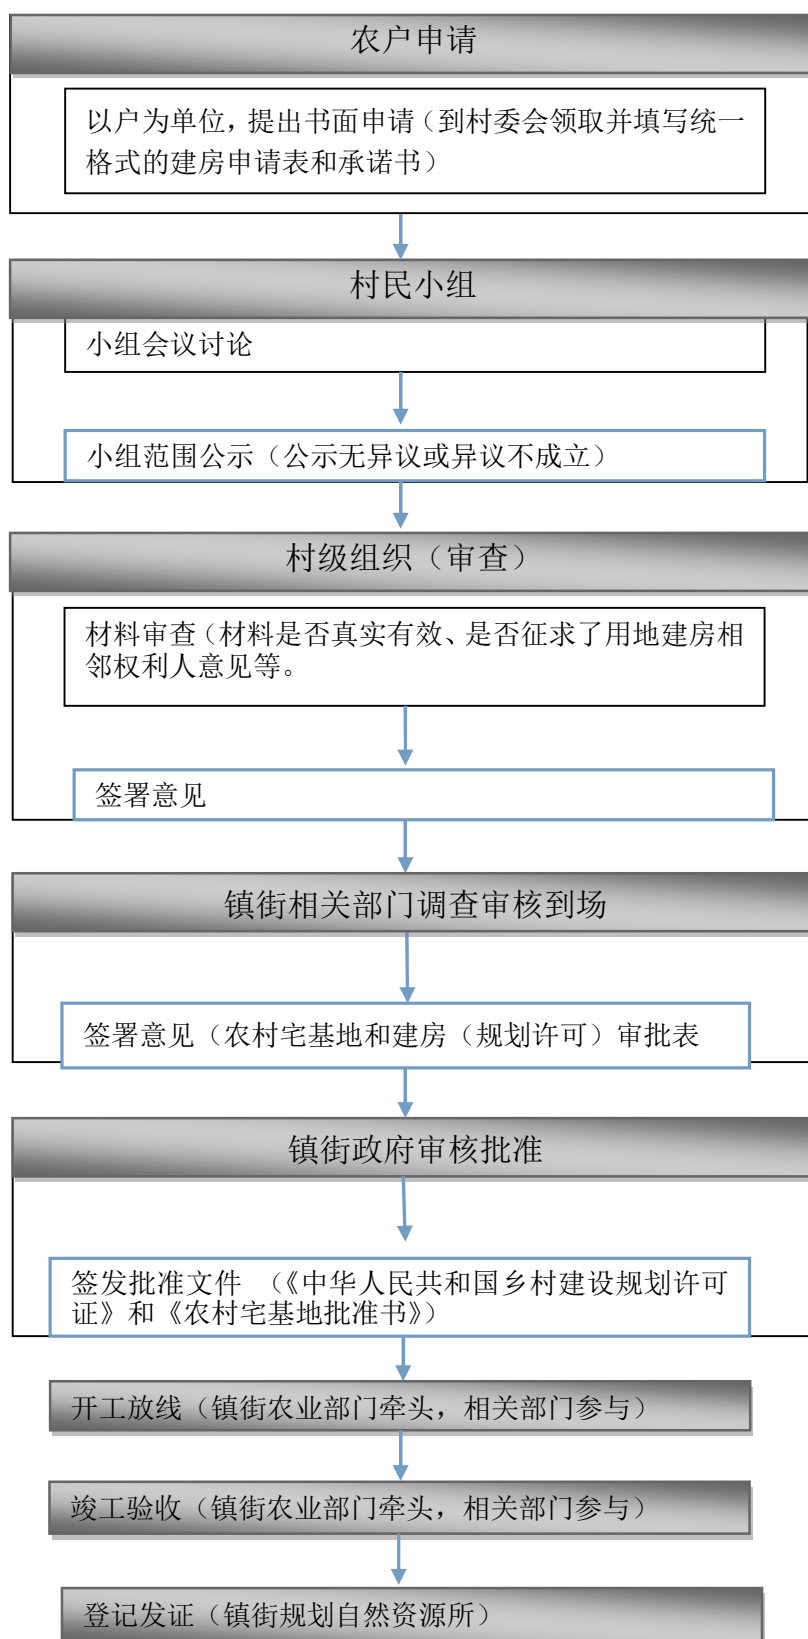 农户申请
以户为单位，提出书面申请（到村委会领取并填写统一
格式的建房申请表和承诺书）
村民小组
小组会议讨论
小组范围公示（公示无异议或异议不成立）
村级组织（审查）
材料审查（材料是否真实有效、是否征求了用地建房相
邻权利人意见等。
签署意见
镇街相关部门调查审核到场
签署意见（农村宅基地和建房（规划许可）审批表
镇街政府审核批准
签发批准文件 （《中华人民共和国乡村建设规划许可
证》和《农村宅基地批准书》）
开工放线（镇街农业部门牵头，相关部门参与）
竣工验收（镇街农业部门牵头，相关部门参与）
登记发证（镇街规划自然资源所）